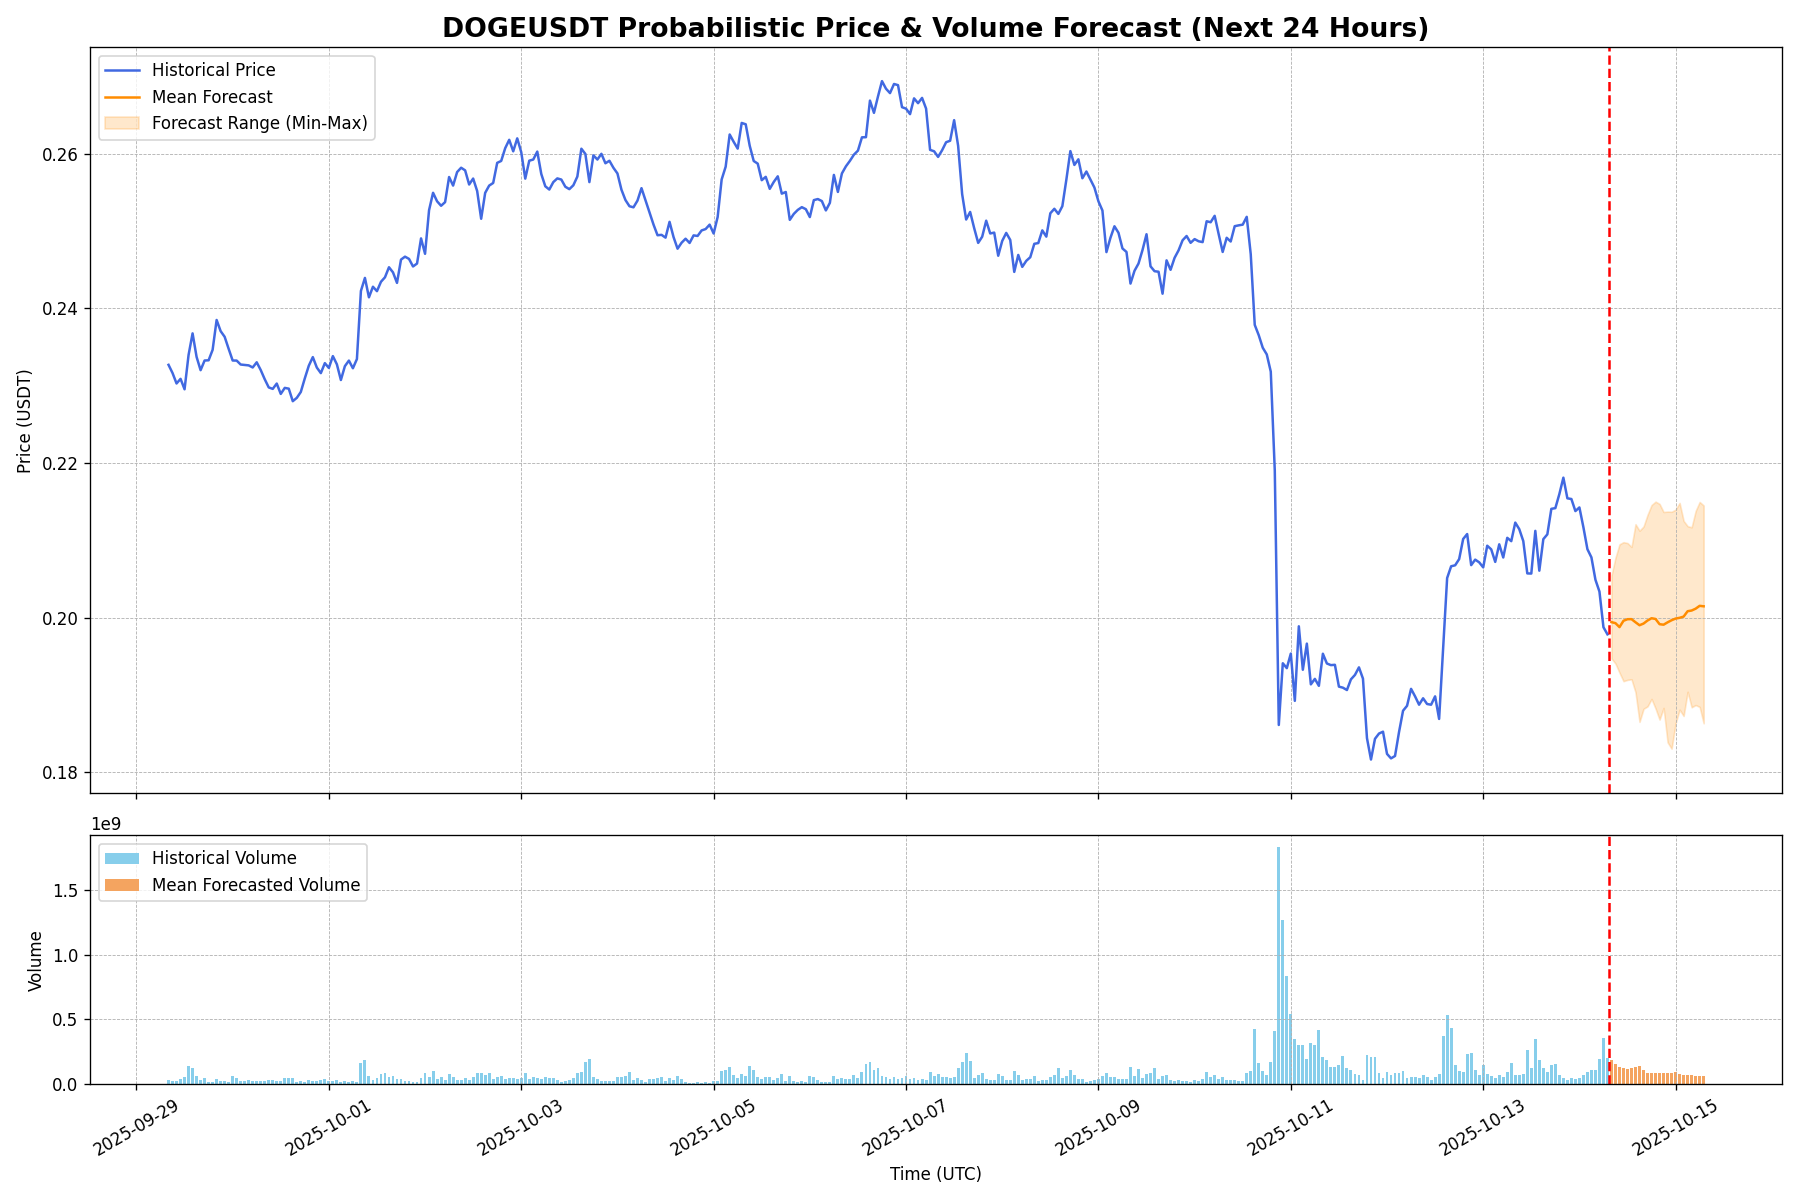 DOGEUSDT Probabilistic Price & Volume Forecast (Next 24 Hours)
Historical Price
Mean Forecast
Forecast Range (Min-Max)
0.26
0.24
0.22
0.20
0.18
Price (USDT)
1e9
Historical Volume
Mean Forecasted Volume
1.5
1.0
0.5
0.0
Volume
2025-09-29
2025-10-01
2025-10-03
2025-10-05
2025-10-07
2025-10-09
2025-10-11
2025-10-13
2025-10-15
Time (UTC)